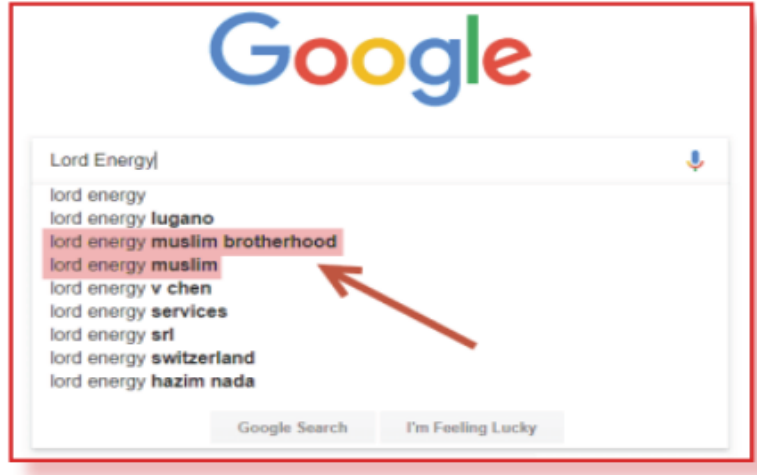 Google
Lord Energy
lord energy
lord energy lugano
lord energy muslim brotherhood
lord energy muslim
lord energy v chen
lord energy services
lord energy srl
lord energy switzerland
lord energy hazim nada
Google Search I'm Feeling Lucky